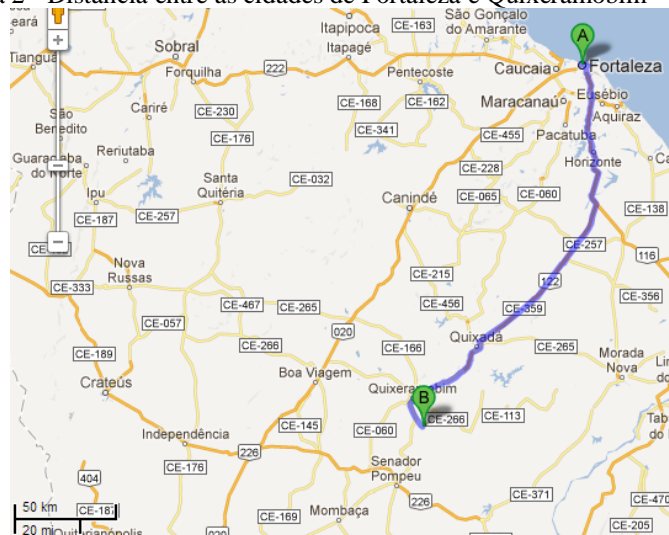 a 2 - Distância entre as cidades de Fortaleza e Quixeramobim
CE-163
Itapipoca
São Gonçalo
do Amarante
Tianguá
Sobral
Itapagé
A
Forquilha
222
Pentecoste
Caucaia
Fortaleza
Cariré
CE-168
CE-162
Maracanaú
Eusébio
São
Benedito
CE-230
Aquiraz
CE-176
CE-341
CE-455
Pacatuba
Reriutaba
Horizonte
Guaraciaba
do Norte
Santa
Quitéria
CE-228
CE-032
CE-065
CE-060
Ipu
Canindé
CE-187
CE-257
CE-138
CE-257
Nova
Russas
CE-215
116
CE-333
122
CE-467
CE-265
CE-456
CE-356
CE-359
CE-057
020
CE-266
CE-166
Quixadá
CE-265
CE-189
Morada
Nova
Crateús
Boa Viagem
Quixeramobim
B
CE-266
CE-113
CE-145
CE-060
Independência
226
CE-176
Senador
Pompeu
404
226
CE-371
50 km
CE-187
CE-470
Mombaça
CE-169
20 mi
020
CE-205